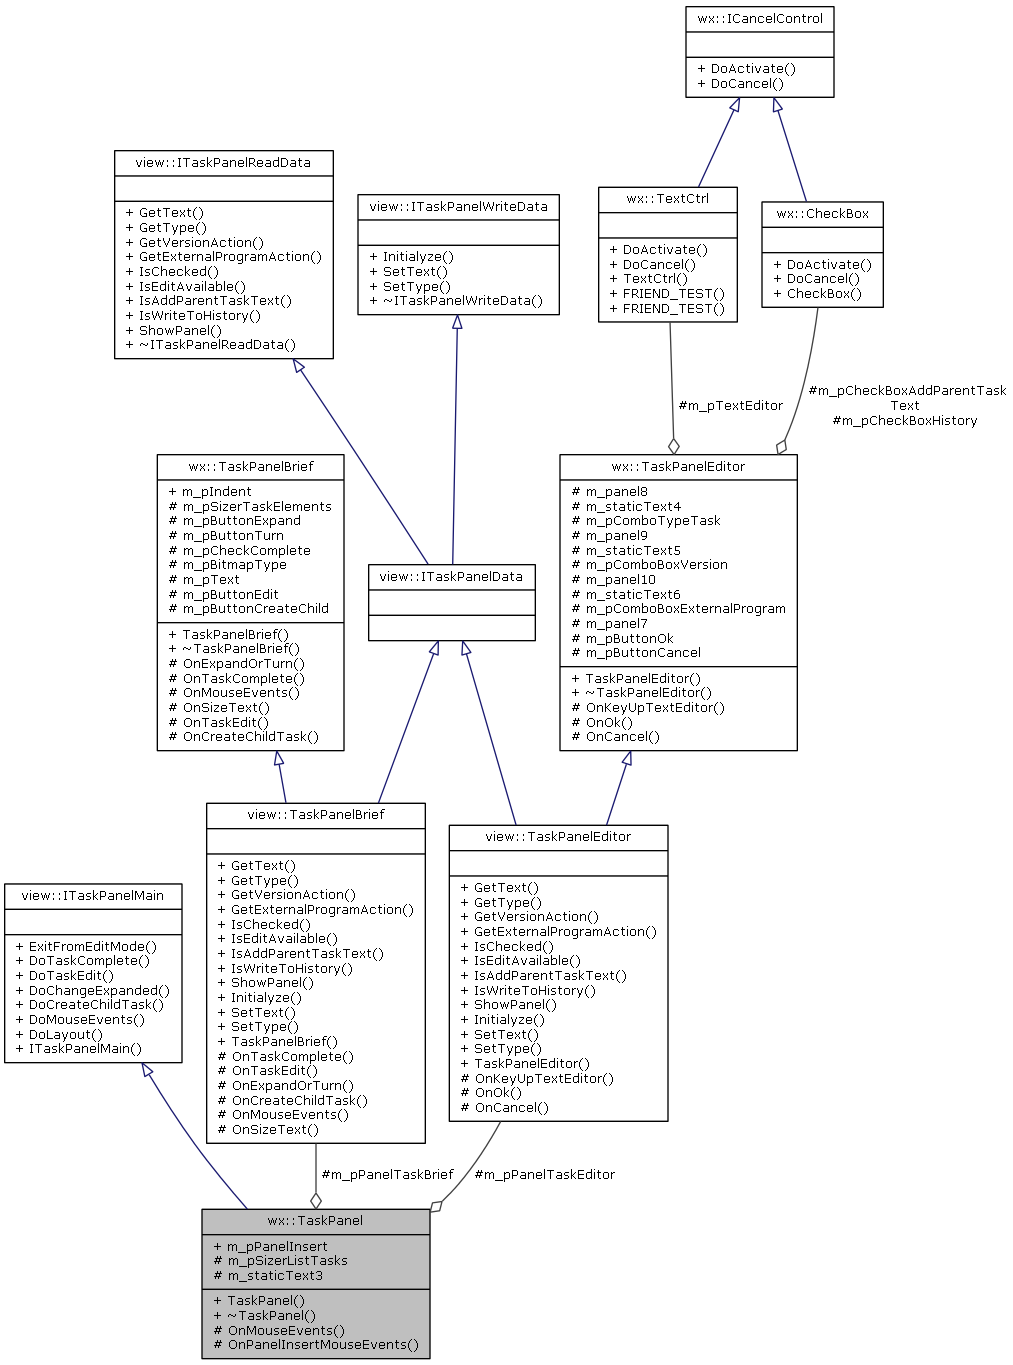 wx::ICancelControl
+ DoActivate()
+ DoCancel()
view::ITaskPanelReadData
+ GetText()
+ GetType()
+ GetVersionAction()
+ GetExternalProgramAction()
+ IsChecked()
+ IsEditAvailable()
+ IsAddParentTaskText()
+ IsWriteToHistory()
+ ShowPanel()
+ ~ITaskPanelReadData()
view::ITaskPanelWriteData
+ Initialyze()
+ SetText()
+ SetType()
+ ~ITaskPanelWriteData()
wx::TextCtrl
+ DoActivate()
+ DoCancel()
+ TextCtrl()
+ FRIEND_TEST()
+ FRIEND_TEST()
wx::CheckBox
+ DoActivate()
+ DoCancel()
+ CheckBox()
#m_pTextEditor
#m_pCheckBoxAddParentTask
Text
#m_pCheckBoxHistory
wx::TaskPanelBrief
+ m_pIndent
# m_pSizerTaskElements
# m_pButtonExpand
# m_pButtonTurn
# m_pCheckComplete
# m_pBitmapType
# m_pText
# m_pButtonEdit
# m_pButtonCreateChild
+ TaskPanelBrief()
+ ~TaskPanelBrief()
# OnExpandOrTurn()
# OnTaskComplete()
# OnMouseEvents()
# OnSizeText()
# OnTaskEdit()
# OnCreateChildTask()
view::ITaskPanelData
wx::TaskPanelEditor
# m_panel8
# m_staticText4
# m_pComboTypeTask
# m_panel9
# m_staticText5
# m_pComboBoxVersion
# m_panel10
# m_staticText6
# m_pComboBoxExternalProgram
# m_panel7
# m_pButtonOk
# m_pButtonCancel
+ TaskPanelEditor()
+ ~TaskPanelEditor()
# OnKeyUpTextEditor()
# OnOk()
# OnCancel()
view::ITaskPanelMain
+ ExitFromEditMode()
+ DoTaskComplete()
+ DoTaskEdit()
+ DoChangeExpanded()
+ DoCreateChildTask()
+ DoMouseEvents()
+ DoLayout()
+ ITaskPanelMain()
view::TaskPanelBrief
+ GetText()
+ GetType()
+ GetVersionAction()
+ GetExternalProgramAction()
+ IsChecked()
+ IsEditAvailable()
+ IsAddParentTaskText()
+ IsWriteToHistory()
+ ShowPanel()
+ Initialyze()
+ SetText()
+ SetType()
+ TaskPanelBrief()
# OnTaskComplete()
# OnTaskEdit()
# OnExpandOrTurn()
# OnCreateChildTask()
# OnMouseEvents()
# OnSizeText()
view::TaskPanelEditor
+ GetText()
+ GetType()
+ GetVersionAction()
+ GetExternalProgramAction()
+ IsChecked()
+ IsEditAvailable()
+ IsAddParentTaskText()
+ IsWriteToHistory()
+ ShowPanel()
+ Initialyze()
+ SetText()
+ SetType()
+ TaskPanelEditor()
# OnKeyUpTextEditor()
# OnOk()
# OnCancel()
#m_pPanelTaskBrief
#m_pPanelTaskEditor
wx::TaskPanel
+ m_pPanelInsert
# m_pSizerListTasks
# m_staticText3
+ TaskPanel()
+ ~TaskPanel()
# OnMouseEvents()
# OnPanelInsertMouseEvents()